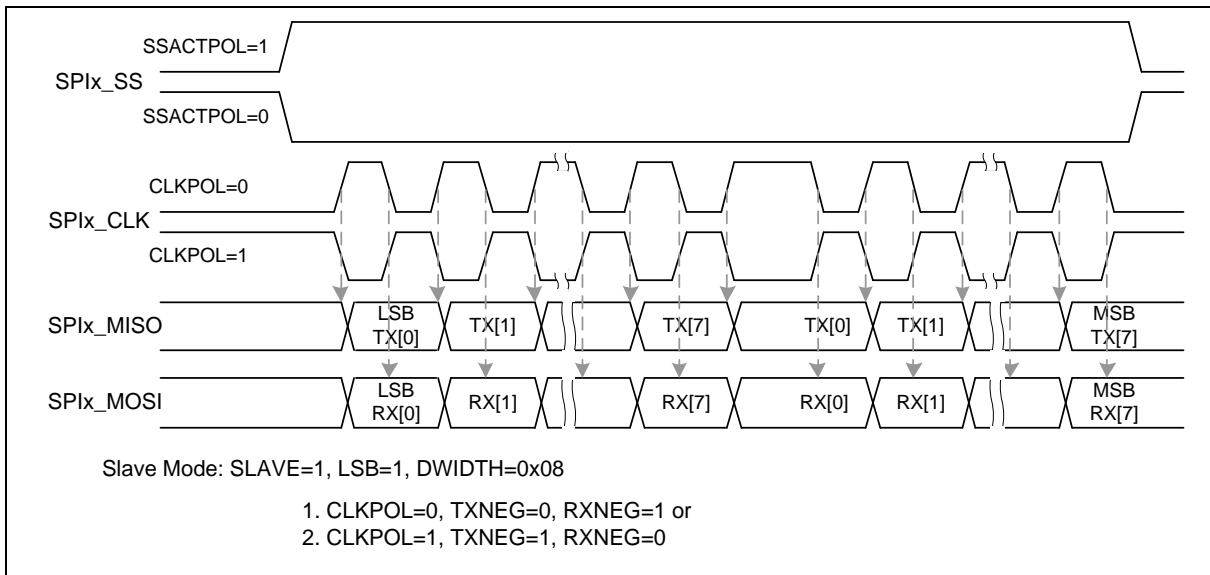 SSACTPOL=1
SPIx_SS
SSACTPOL=0
CLKPOL=0
SPIx_CLK
CLKPOL=1
SPIx_MISO
LSB
TX[0]
TX[1]
TX[7]
TX[0]
TX[1]
MSB
TX[7]
SPIx_MOSI
LSB
RX[0]
RX[1]
RX[7]
RX[0]
RX[1]
MSB
RX[7]
Slave Mode: SLAVE=1, LSB=1, DWIDTH=0x08
1. CLKPOL=0, TXNEG=0, RXNEG=1 or
2. CLKPOL=1, TXNEG=1, RXNEG=0